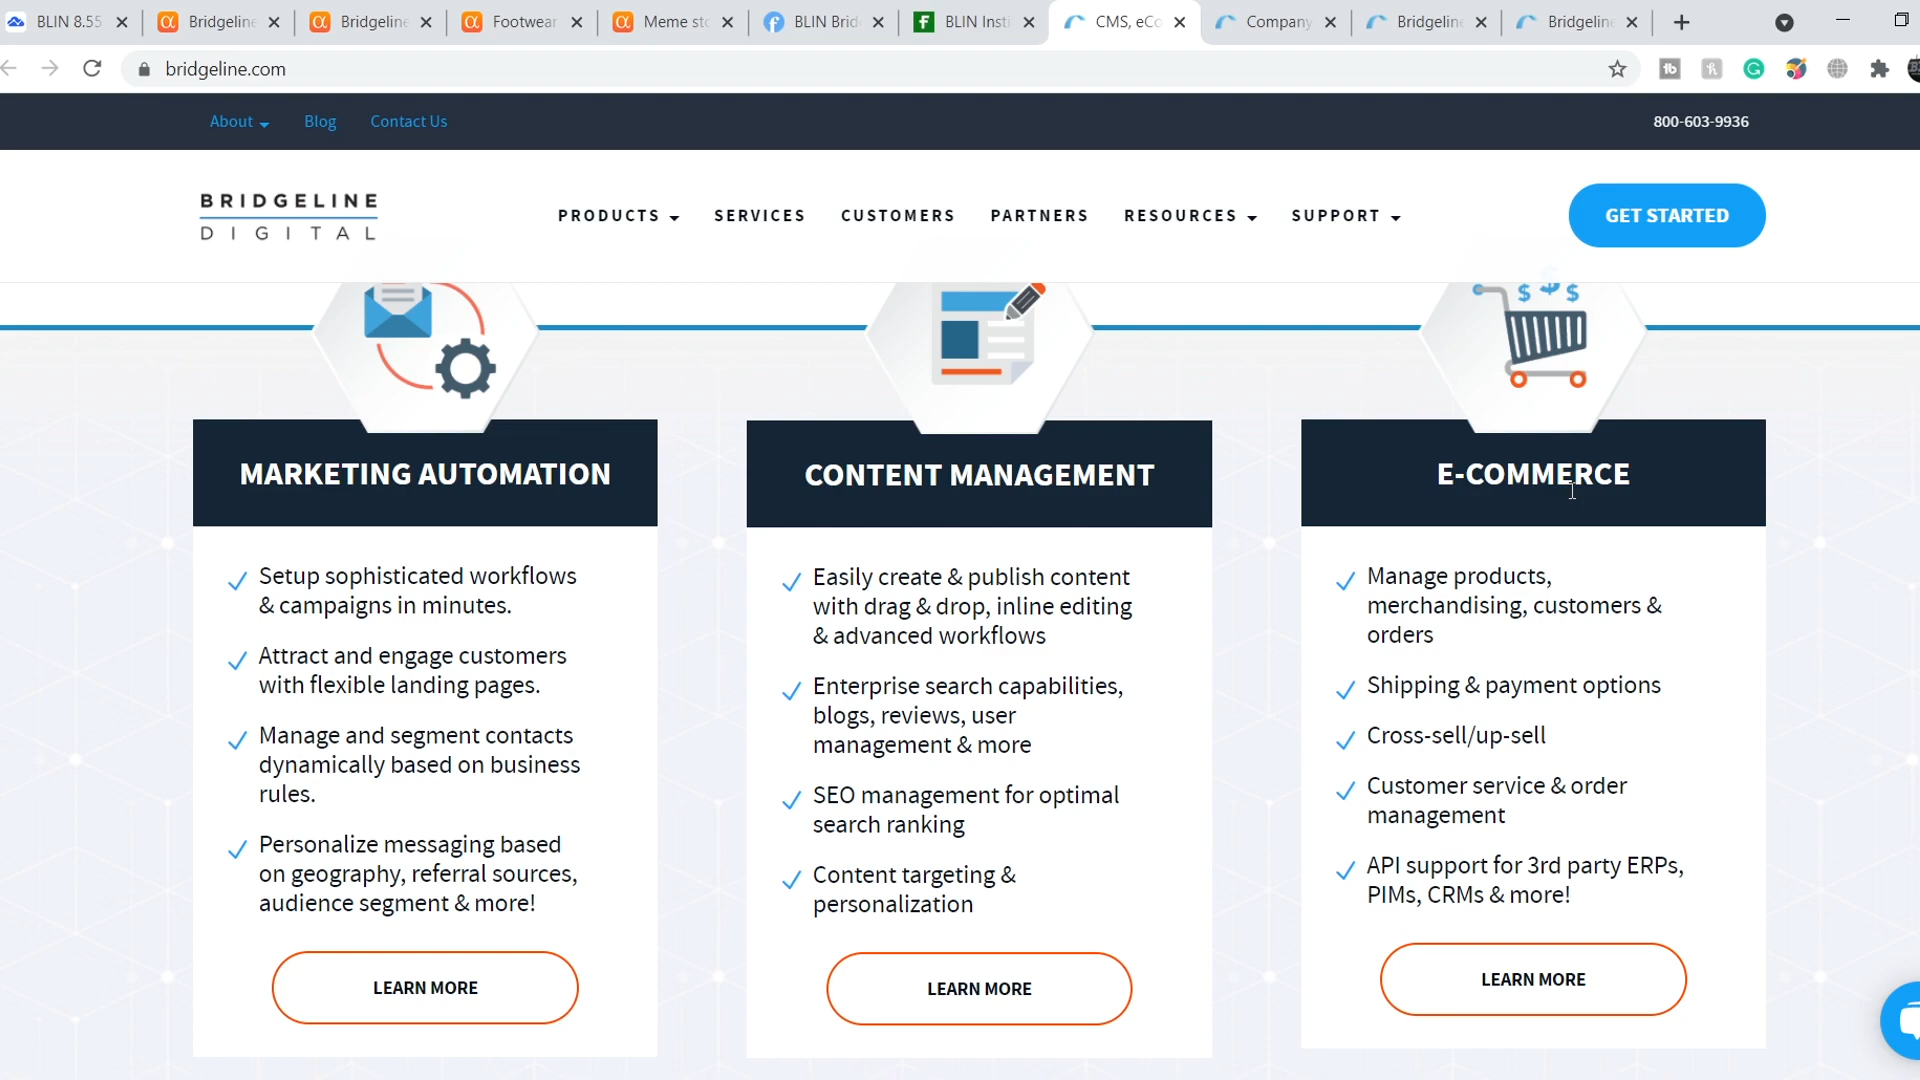 BLIN 8.55
Bridgeline
Bridgeline
Footwear
Meme sto
BLIN Brid
BLIN Insti
CMS, eCo
Company
Bridgeline
Bridgeline
bridgeline.com
About
Blog
Contact Us
800-603-9936
BRIDGELINE
DIGITAL
PRODUCTS
SERVICES
CUSTOMERS
PARTNERS
RESOURCES
SUPPORT
GET STARTED
MARKETING AUTOMATION
Setup sophisticated workflows
& campaigns in minutes.
Attract and engage customers
with flexible landing pages.
Manage and segment contacts
dynamically based on business
rules.
Personalize messaging based
on geography, referral sources,
audience segment & more!
LEARN MORE
CONTENT MANAGEMENT
Easily create & publish content
with drag & drop, inline editing
& advanced workflows
Enterprise search capabilities,
blogs, reviews, user
management & more
SEO management for optimal
search ranking
Content targeting &
personalization
LEARN MORE
E-COMMERCE
Manage products,
merchandising, customers &
orders
Shipping & payment options
Cross-sell/up-sell
Customer service & order
management
API support for 3rd party ERPs,
PIMs, CRMs & more!
LEARN MORE